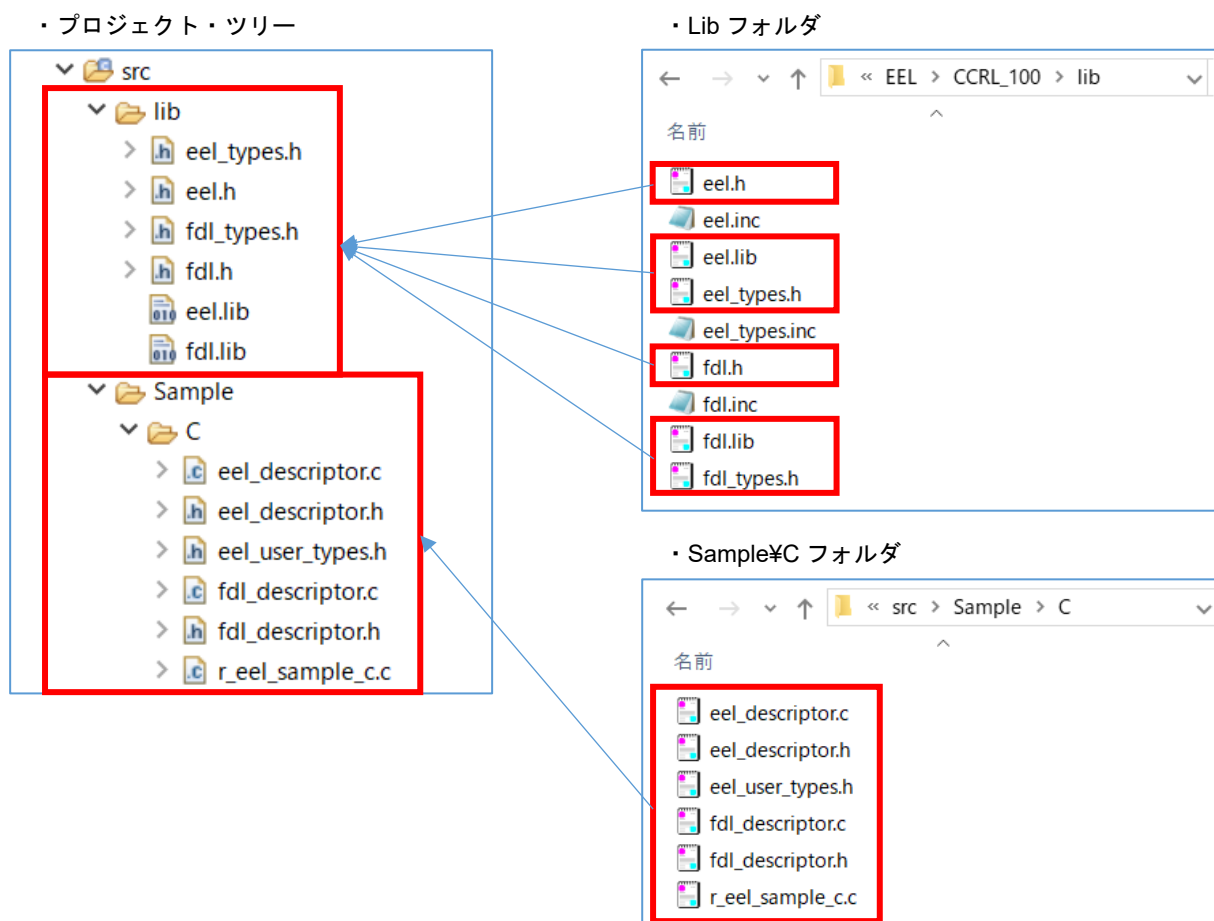 ・プロジェクト・ツリー
src
lib
eel_types.h
eel.h
fdl_types.h
fdl.h
eel.lib
fdl.lib
Sample
C
eel_descriptor.c
eel_descriptor.h
eel_user_types.h
fdl_descriptor.c
fdl_descriptor.h
r_eel_sample_c.c
・Lib フォルダ
« EEL > CCRL_100 > lib
名前
eel.h
eel.inc
eel.lib
eel_types.h
eel_types.inc
fdl.h
fdl.inc
fdl.lib
fdl_types.h
・Sample¥C フォルダ
« src > Sample > C
名前
eel_descriptor.c
eel_descriptor.h
eel_user_types.h
fdl_descriptor.c
fdl_descriptor.h
r_eel_sample_c.c